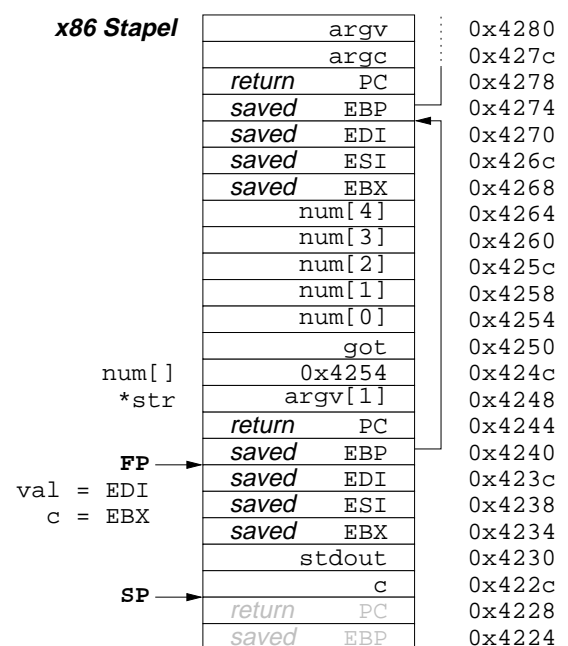 x86 Stapel argv 0x4280
argc 0x427c
return PC 0x4278
saved EBP 0x4274
saved EDI 0x4270
saved ESI 0x426c
saved EBX 0x4268
num[4] 0x4264
num[3] 0x4260
num[2] 0x425c
num[1] 0x4258
num[0] 0x4254
got 0x4250
num[] 0x4254 0x424c
*str argv[1] 0x4248
return PC 0x4244
saved EBP 0x4240
FP
saved EDI 0x423c
val = EDI
saved ESI 0x4238
c = EBX
saved EBX 0x4234
stdout 0x4230
c 0x422c
SP
return PC 0x4228
saved EBP 0x4224